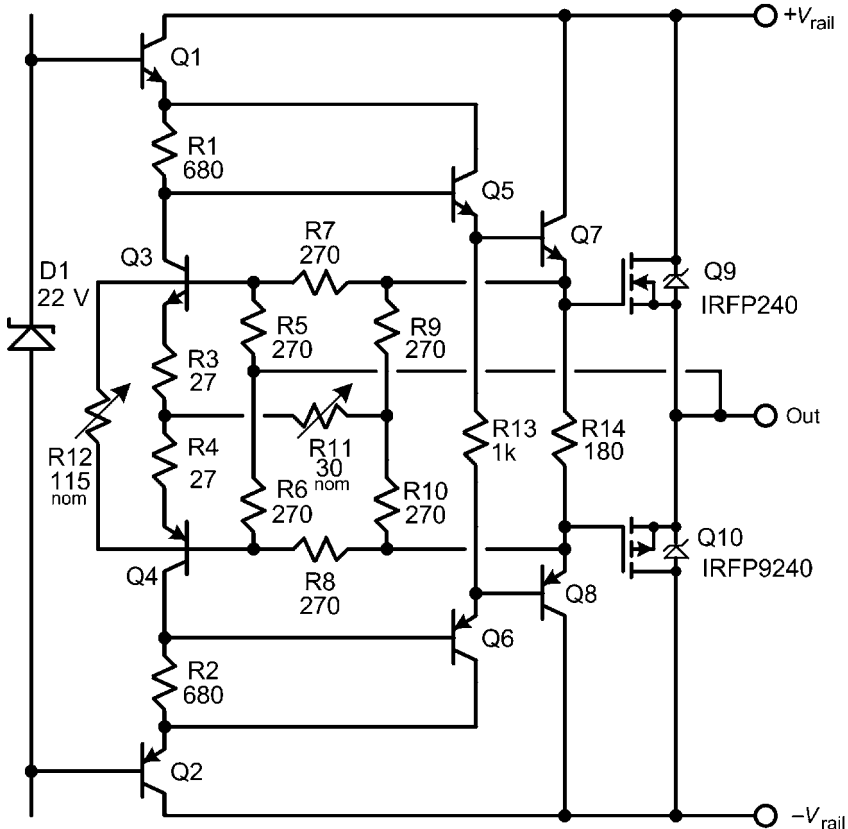 +Vrail
Q1
R1
680
Q5
Q3
R7
270
Q7
D1
22 V
Q9
IRFP240
R5
270
R9
270
R3
27
Out
R12
115
nom
R11
30
nom
R13
1k
R14
180
R4
27
R6
270
R10
270
Q10
IRFP9240
Q4
R8
270
Q8
Q6
R2
680
Q2
–Vrail